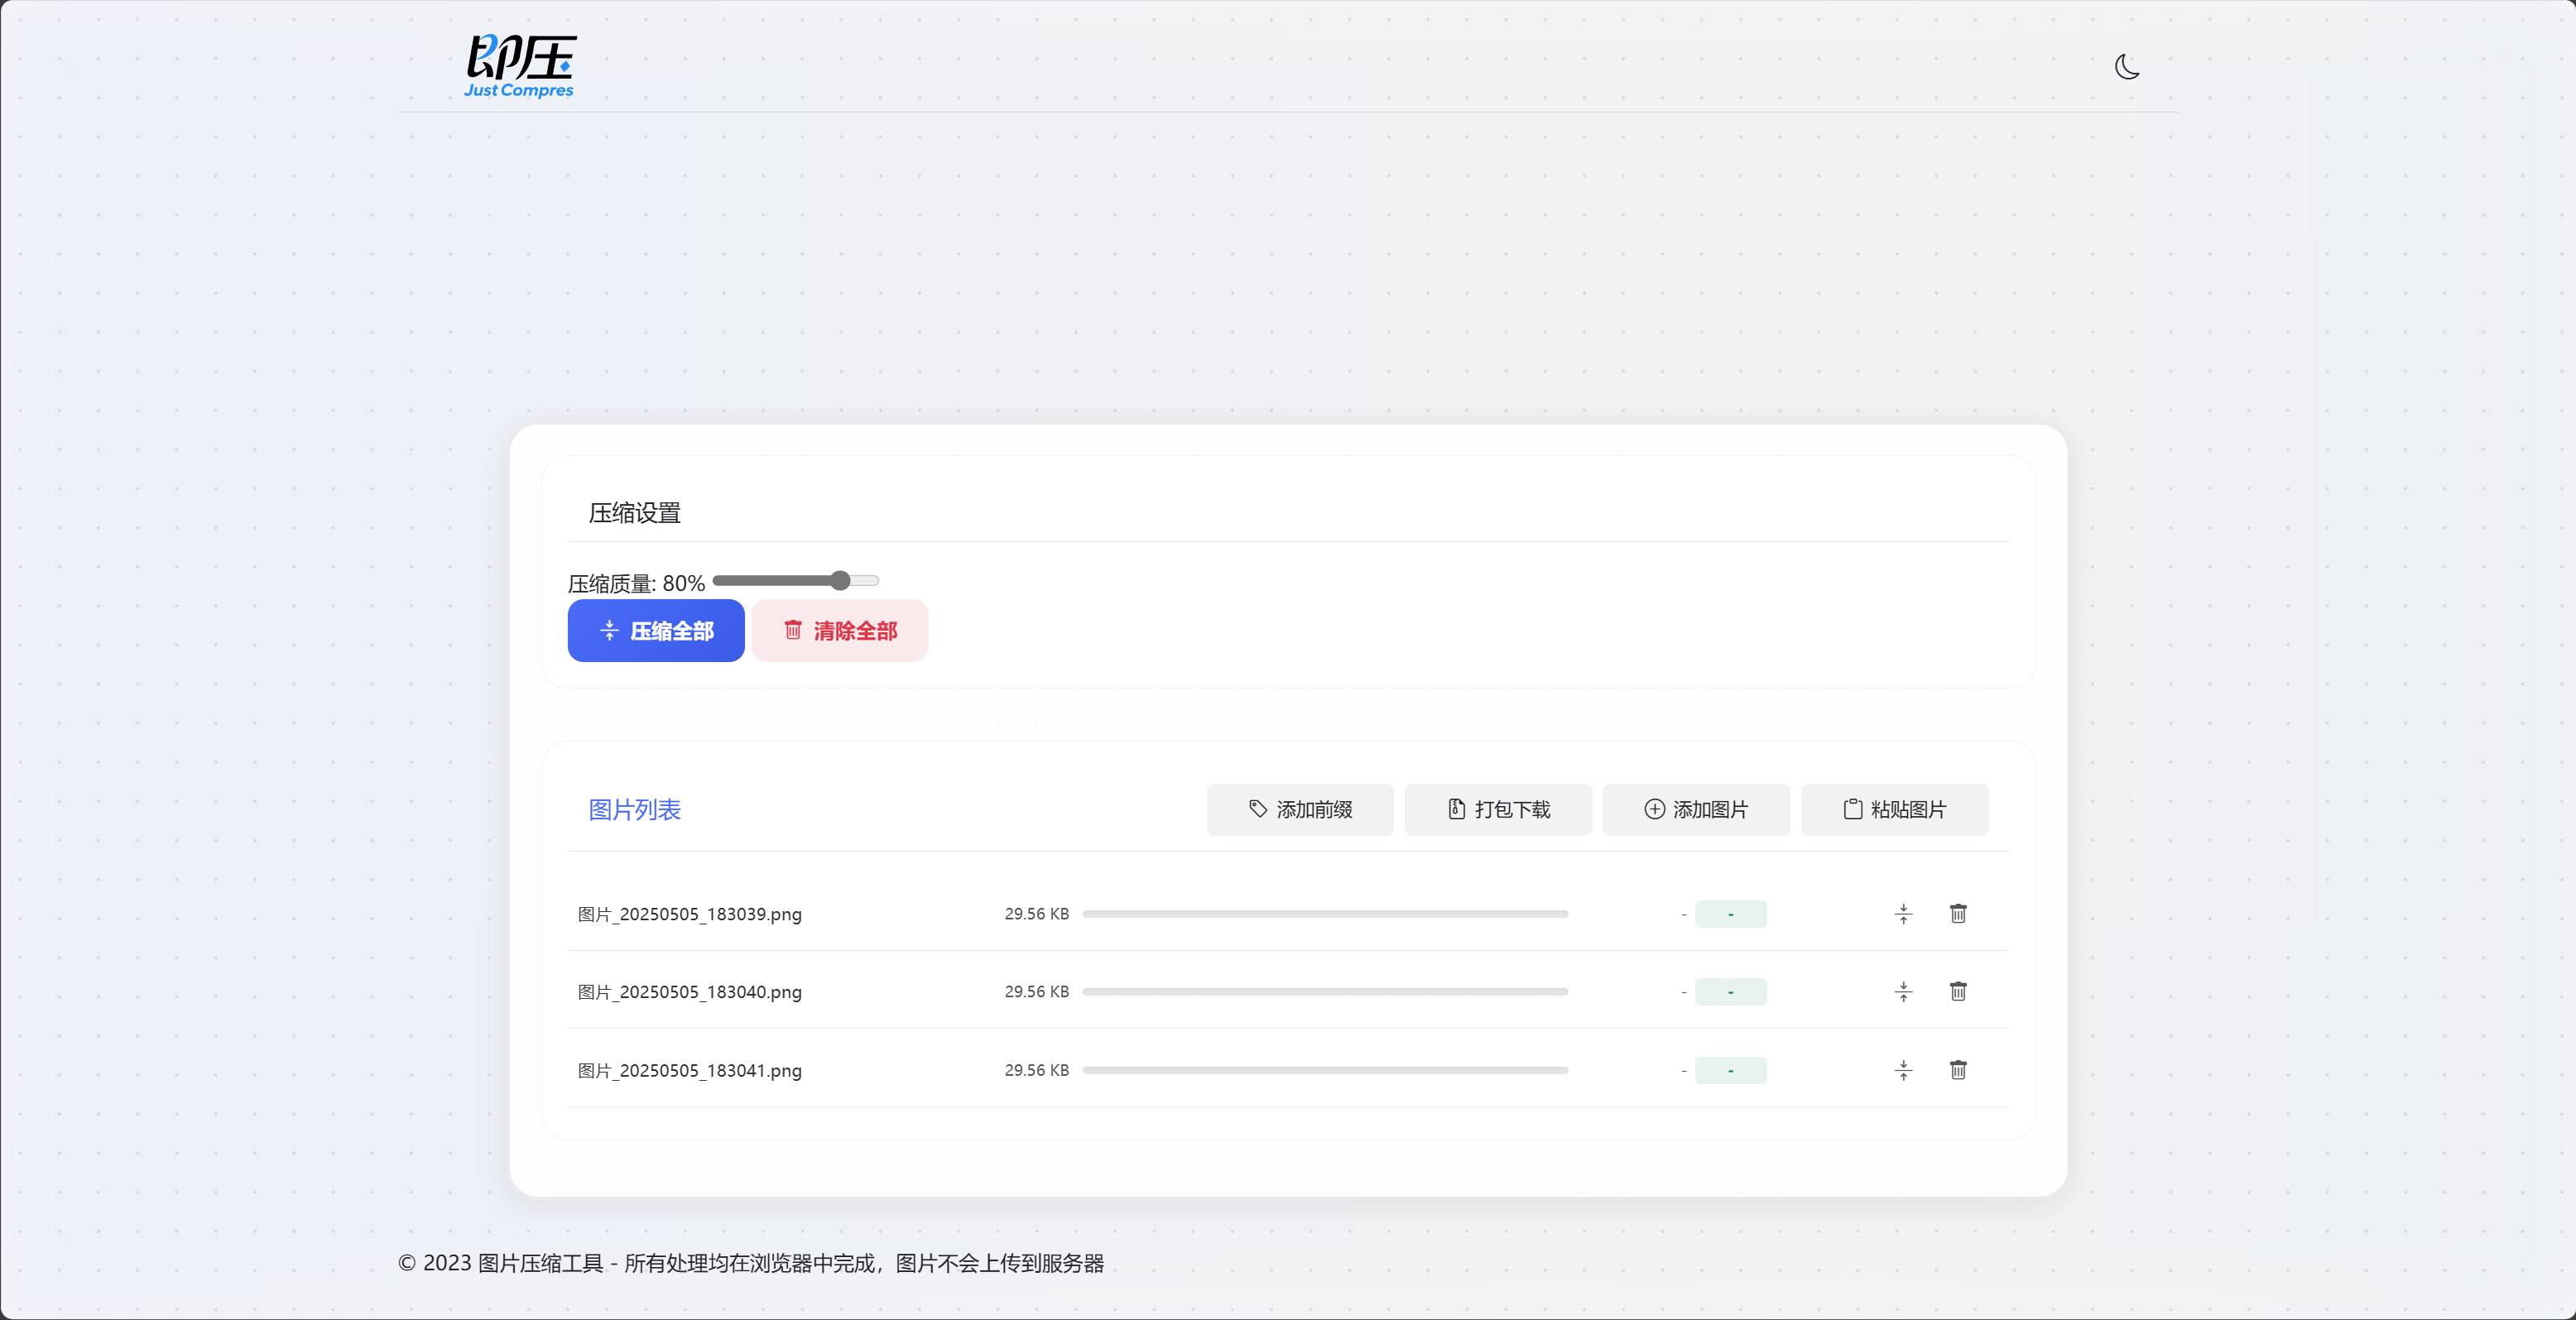 即压
Just Compres
压缩设置
压缩质量: 80%
压缩全部 清除全部
图片列表 添加前缀 打包下载 添加图片 粘贴图片
图片_20250505_183039.png 29.56 KB - -
图片_20250505_183040.png 29.56 KB - -
图片_20250505_183041.png 29.56 KB - -
© 2023 图片压缩工具 - 所有处理均在浏览器中完成，图片不会上传到服务器